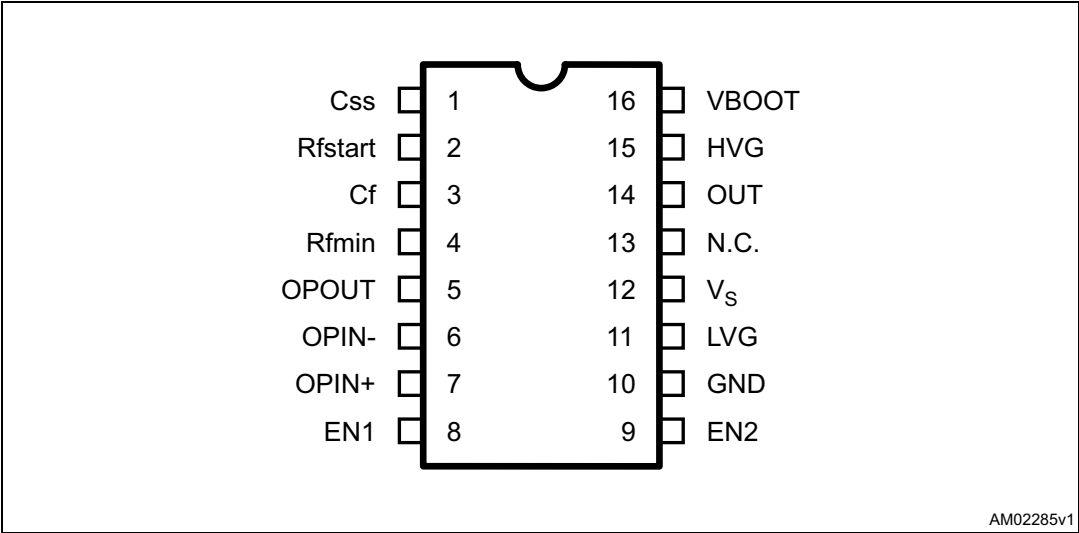 Css 1 16 VBOOT
Rfstart 2 15 HVG
Cf 3 14 OUT
Rfmin 4 13 N.C.
OPOUT 5 12 VS
OPIN- 6 11 LVG
OPIN+ 7 10 GND
EN1 8 9 EN2
AM02285v1